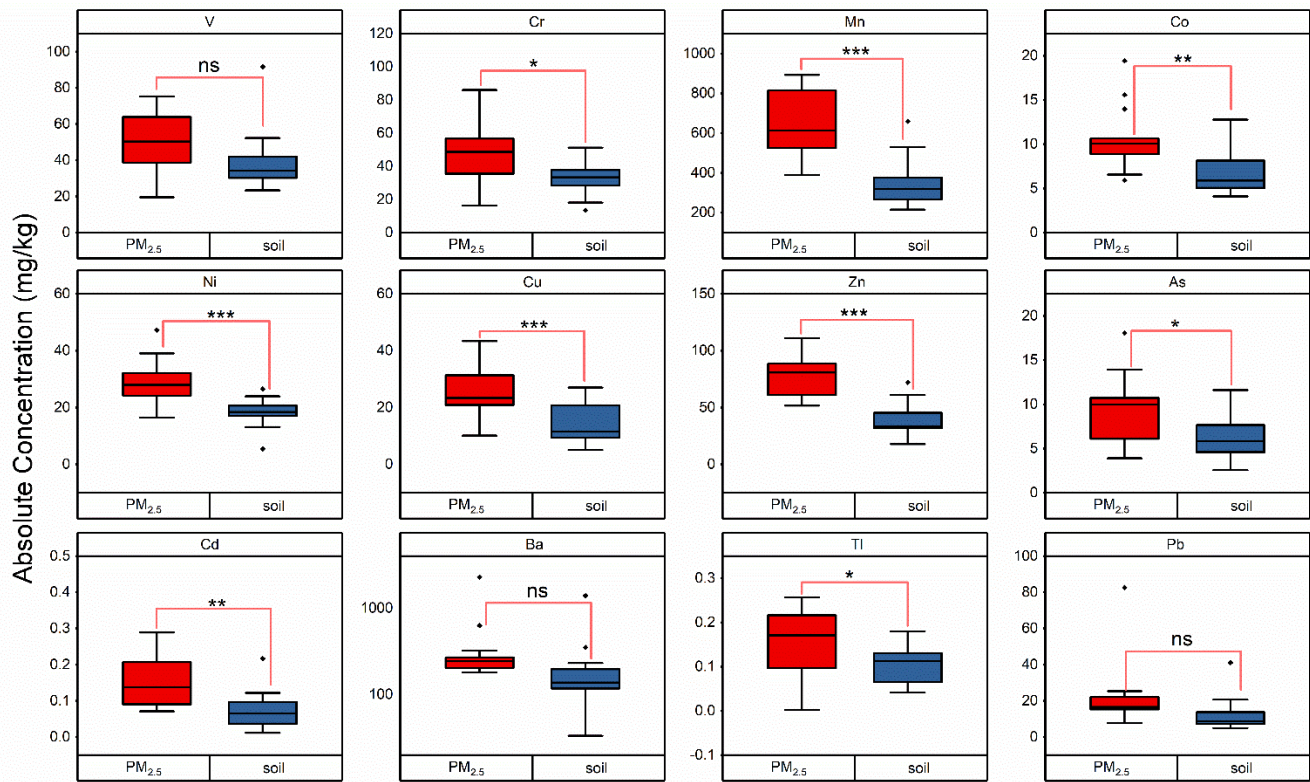 Absolute Concentration (mg/kg)
V
100
80
60
40
20
0
ns
PM2.5
soil
Cr
120
100
80
60
40
20
0
*
PM2.5
soil
Mn
1000
800
600
400
200
***
PM2.5
soil
Co
20
15
10
5
0
**
PM2.5
soil
Ni
60
40
20
0
***
PM2.5
soil
Cu
60
40
20
0
***
PM2.5
soil
Zn
150
100
50
0
***
PM2.5
soil
As
20
15
10
5
0
*
PM2.5
soil
Cd
0.5
0.4
0.3
0.2
0.1
0.0
**
PM2.5
soil
Ba
1000
100
ns
PM2.5
soil
Tl
0.3
0.2
0.1
0.0
-0.1
*
PM2.5
soil
Pb
100
80
60
40
20
0
ns
PM2.5
soil